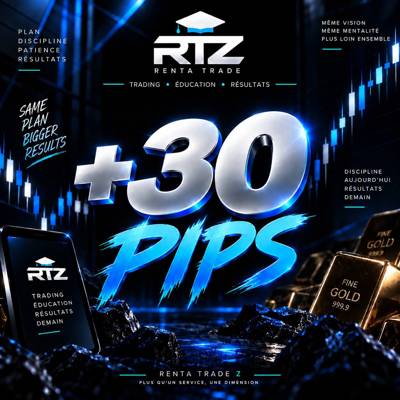 PLAN
DISCIPLINE
PATIENCE
RÉSULTATS
RTZ
RENTA TRADE
TRADING • ÉDUCATION • RÉSULTATS
MÊME VISION
MÊME MENTALITÉ
PLUS LOIN ENSEMBLE
SAME
PLAN
BIGGER
RESULTS
+30
PIPS
DISCIPLINE
AUJOURD'HUI
RÉSULTATS
DEMAIN
RTZ
TRADING
ÉDUCATION
RÉSULTATS
DEMAIN
FINE
GOLD
999.9
FINE
GOLD
999.9
RENTA TRADE Z
PLUS QU'UN SERVICE, UNE DIMENSION